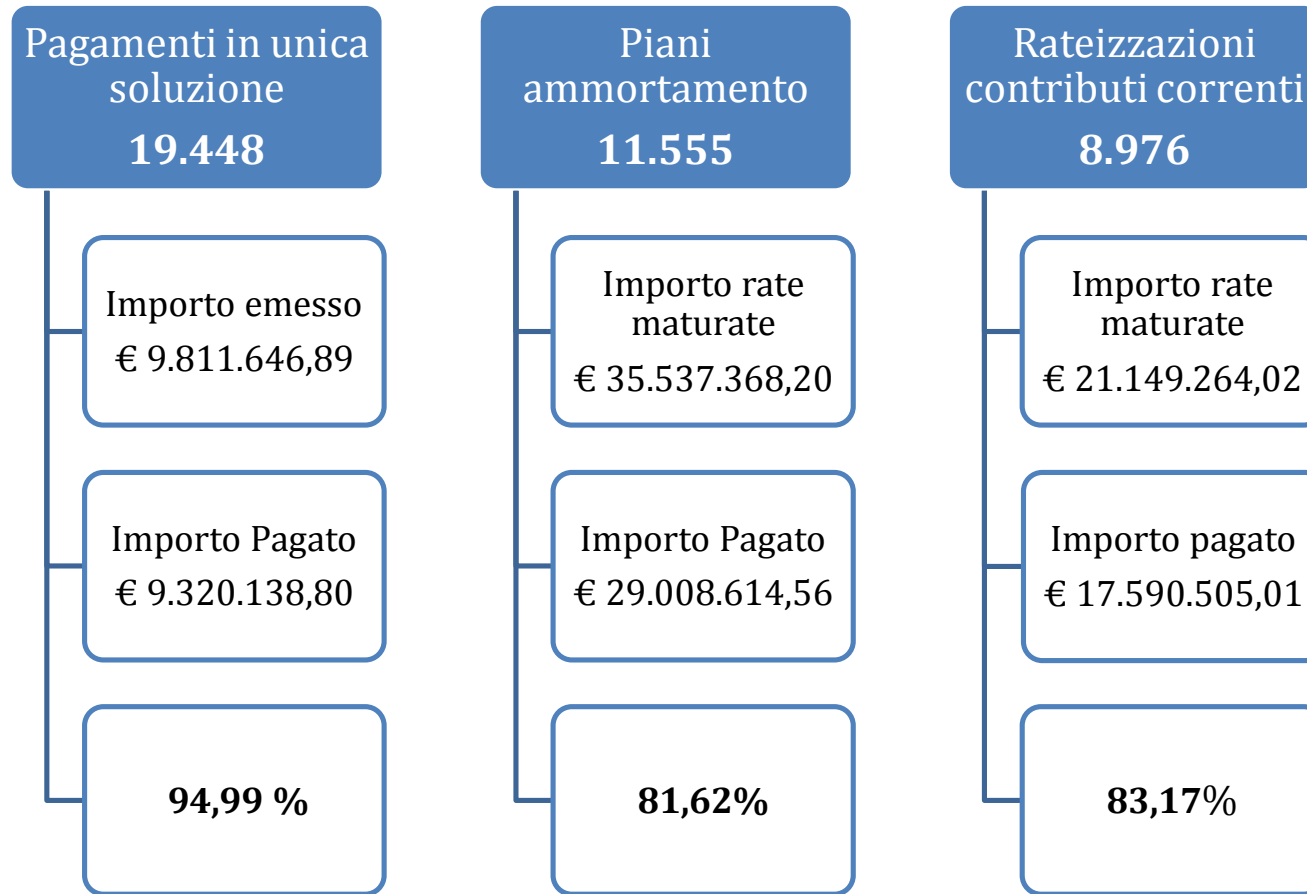 Pagamenti in unica
soluzione
19.448
Importo emesso
€ 9.811.646,89
Importo Pagato
€ 9.320.138,80
94,99 %
Piani
ammortamento
11.555
Importo rate
maturate
€ 35.537.368,20
Importo Pagato
€ 29.008.614,56
81,62%
Rateizzazioni
contributi correnti
8.976
Importo rate
maturate
€ 21.149.264,02
Importo pagato
€ 17.590.505,01
83,17%